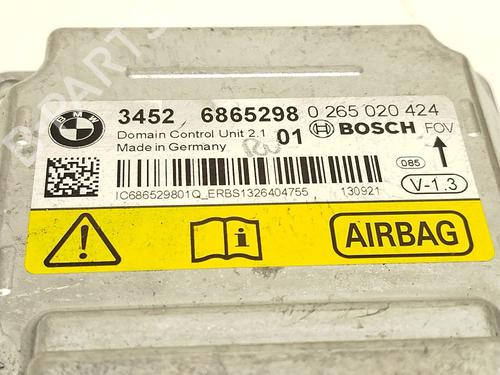 BMW
3452 6865298 0 265 020 424
Domain Control Unit 2.1 01 BOSCH FOV
Made in Germany
085
V-1.3
IC686529801Q_ERBS1326404755 130921
AIRBAG